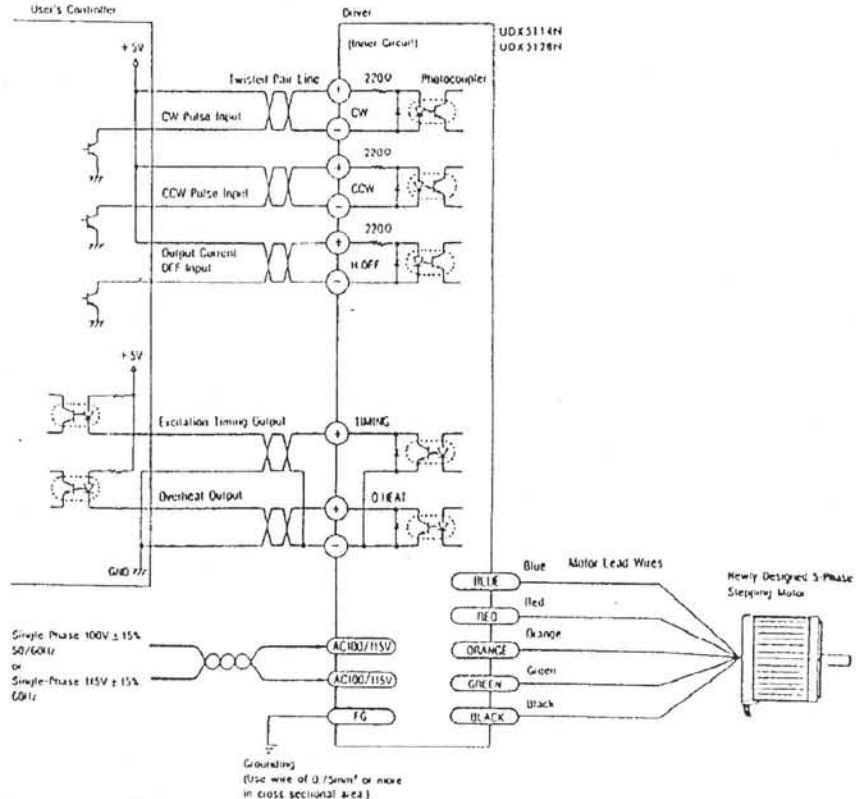 User's Controller
Driver
UDX5114N
UDX5128N
(Inner Circuit)
+5V
Twisted Pair Line
220Ω
Photocoupler
+
CW Pulse Input
CW
−
220Ω
+
CCW Pulse Input
CCW
−
220Ω
+
Output Current
OFF Input
H.OFF
−
+5V
Excitation Timing Output
+
TIMING
Overheat Output
+
O.HEAT
−
GND
BLUE
Blue
Motor Lead Wires
RED
Red
ORANGE
Orange
GREEN
Green
BLACK
Black
Newly Designed 5-Phase
Stepping Motor
Single Phase 100V ± 15%
50/60Hz
or
Single-Phase 115V ± 15%
60Hz
AC100/115V
AC100/115V
FG
Grounding
(Use wire of 0.75mm² or more
in cross sectional area.)